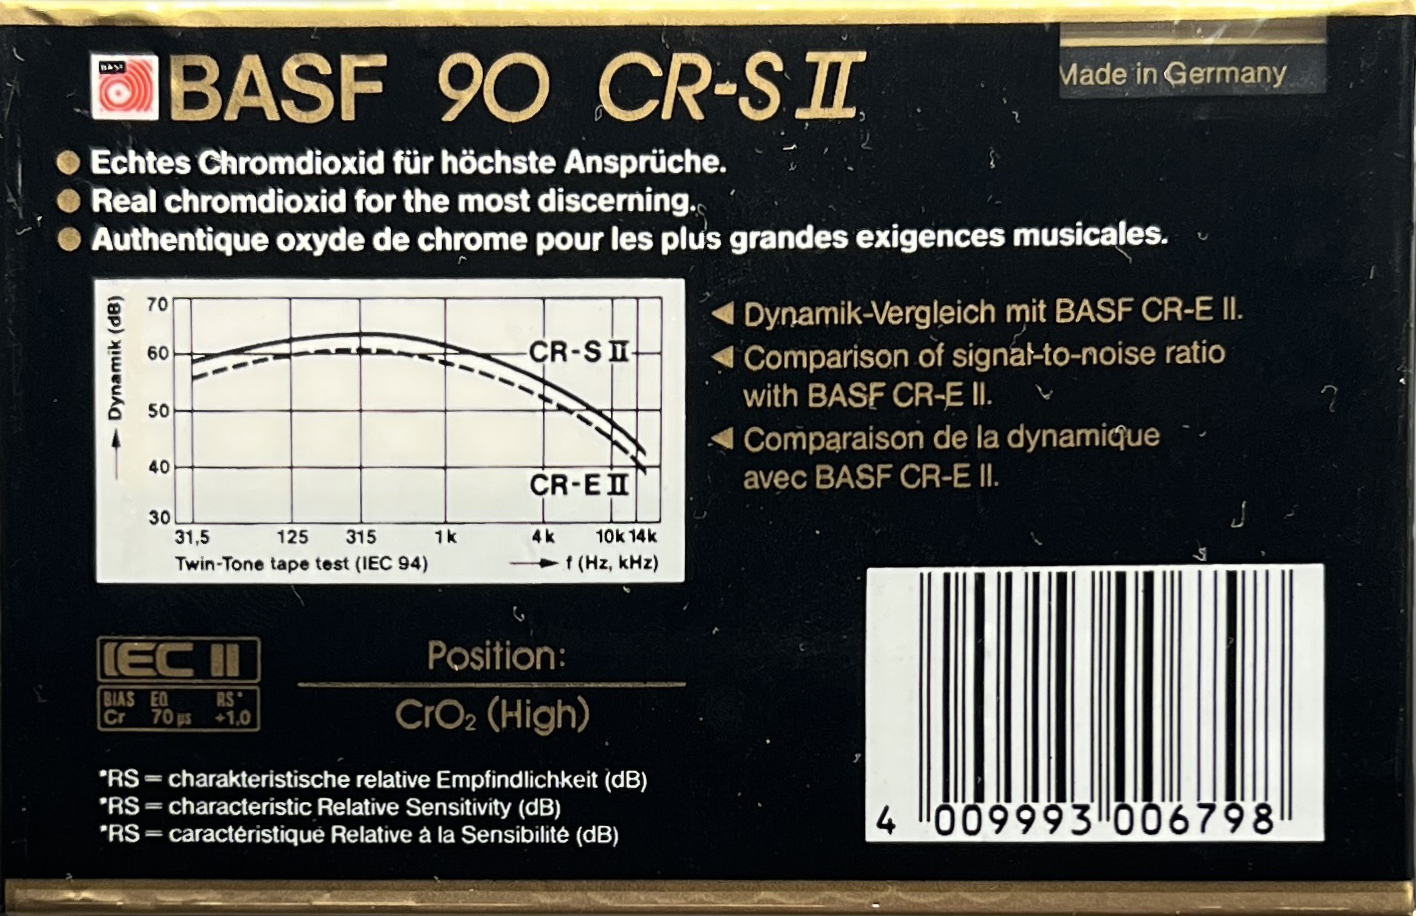 BASF
BASF 90 CR-S II
Made in Germany
Echtes Chromdioxid für höchste Ansprüche.
Real chromdioxid for the most discerning.
Authentique oxyde de chrome pour les plus grandes exigences musicales.
Dynamik (dB)
70
60
50
40
30
CR-S II
CR-E II
31,5 125 315 1k 4k 10k 14k
Twin-Tone tape test (IEC 94) f (Hz, kHz)
Dynamik-Vergleich mit BASF CR-E II.
Comparison of signal-to-noise ratio
with BASF CR-E II.
Comparaison de la dynamique
avec BASF CR-E II.
IEC II
BIAS EQ RS*
Cr 70 µs +1,0
Position:
CrO₂ (High)
*RS = charakteristische relative Empfindlichkeit (dB)
*RS = characteristic Relative Sensitivity (dB)
*RS = caractéristique Relative á la Sensibilité (dB)
4 009993 006798